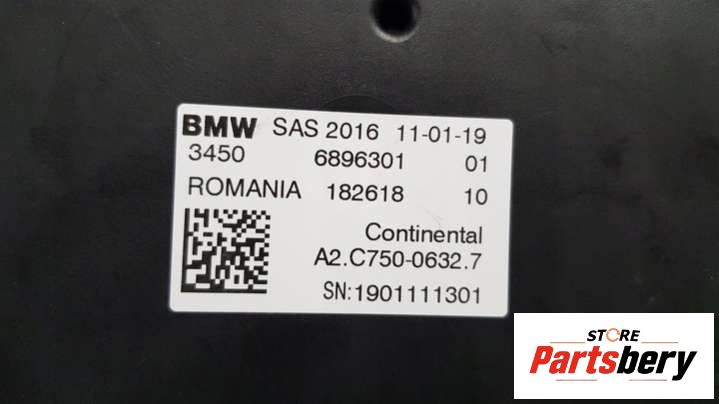 BMW SAS 2016 11-01-19
3450 6896301 01
ROMANIA 182618 10
Continental
A2.C750-0632.7
SN:1901111301
STORE
Partsbery